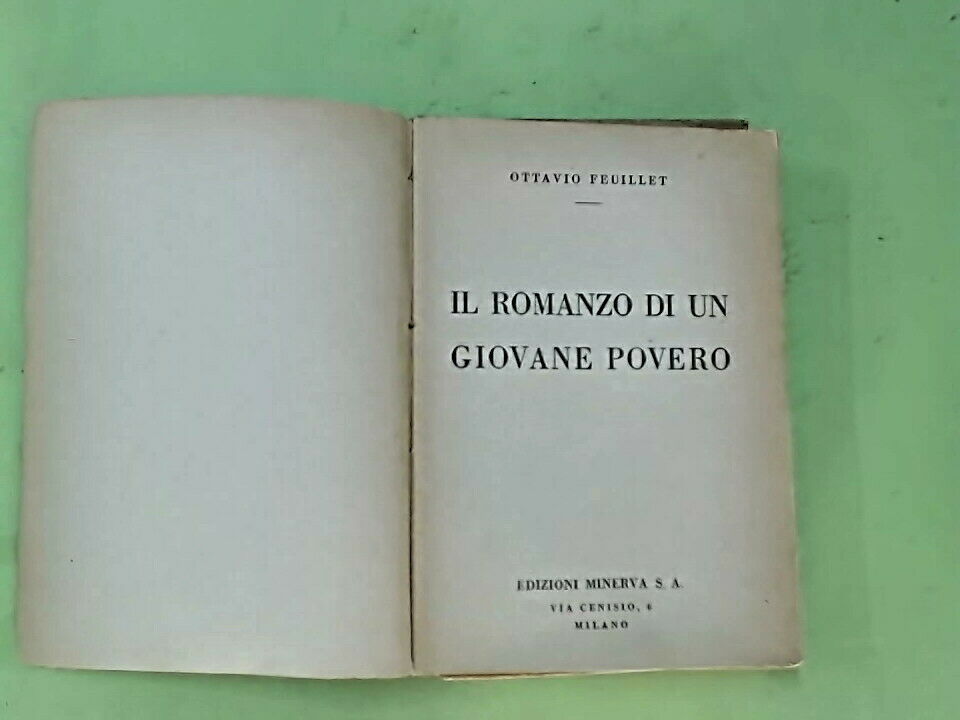 OTTAVIO FEUILLET
IL ROMANZO DI UN
GIOVANE POVERO
EDIZIONI MINERVA S. A.
VIA CENISIO, 6
MILANO